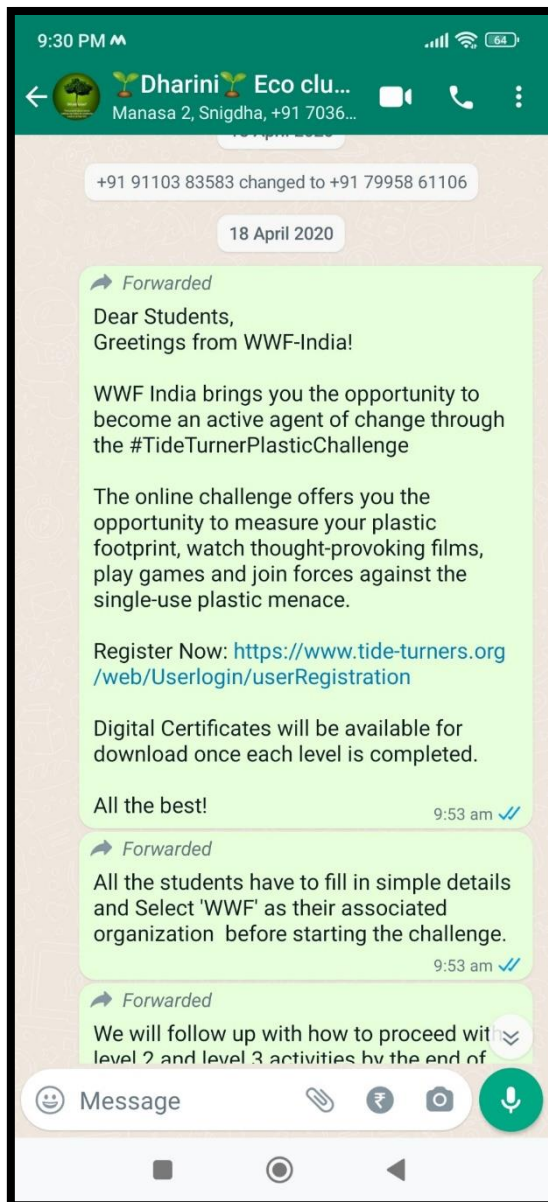 9:30 PM
64
Dharini Eco clu...
Manasa 2, Snigdha, +91 7036...
+91 91103 83583 changed to +91 79958 61106
18 April 2020
Forwarded
Dear Students,
Greetings from WWF-India!
WWF India brings you the opportunity to
become an active agent of change through
the #TideTurnerPlasticChallenge
The online challenge offers you the
opportunity to measure your plastic
footprint, watch thought-provoking films,
play games and join forces against the
single-use plastic menace.
Register Now: https://www.tide-turners.org
/web/Userlogin/userRegistration
Digital Certificates will be available for
download once each level is completed.
All the best!
9:53 am
Forwarded
All the students have to fill in simple details
and Select 'WWF' as their associated
organization before starting the challenge.
9:53 am
Forwarded
We will follow up with how to proceed with
level 2 and level 3 activities by the end of
Message
₹